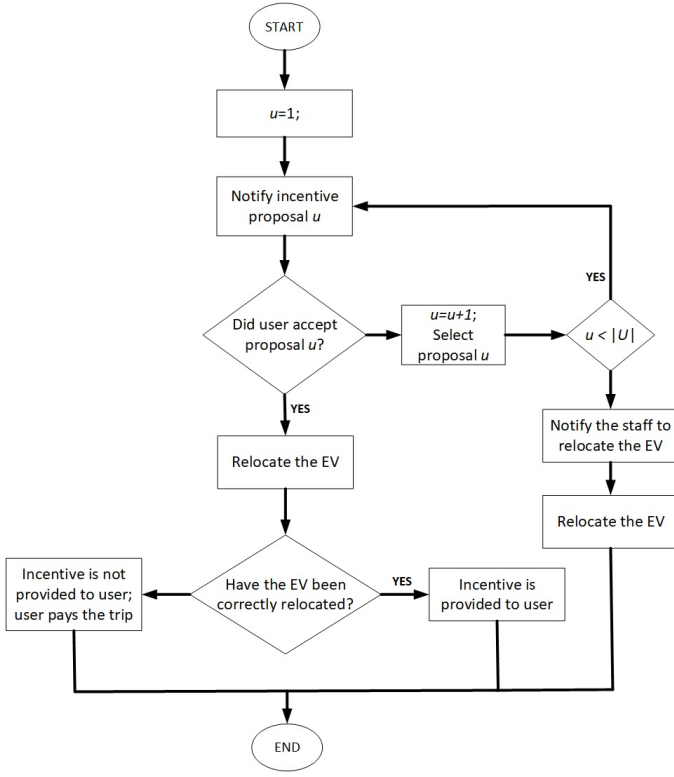 START
u=1;
Notify incentive
proposal u
YES
Did user accept
proposal u?
u=u+1;
Select
proposal u
u < |U|
YES
Notify the staff to
relocate the EV
Relocate the EV
Relocate the EV
Incentive is not
provided to user;
user pays the trip
Have the EV been
correctly relocated?
YES
Incentive is
provided to user
END